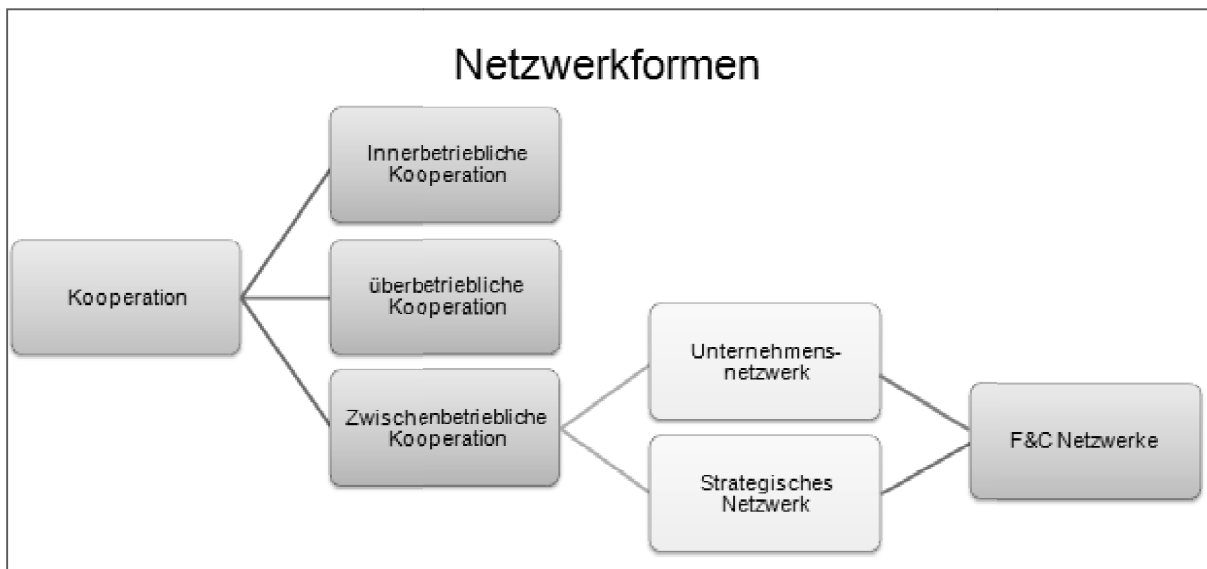 Netzwerkformen
Innerbetriebliche
Kooperation
Kooperation
überbetriebliche
Kooperation
Zwischenbetriebliche
Kooperation
Unternehmens-
netzwerk
Strategisches
Netzwerk
F&C Netzwerke